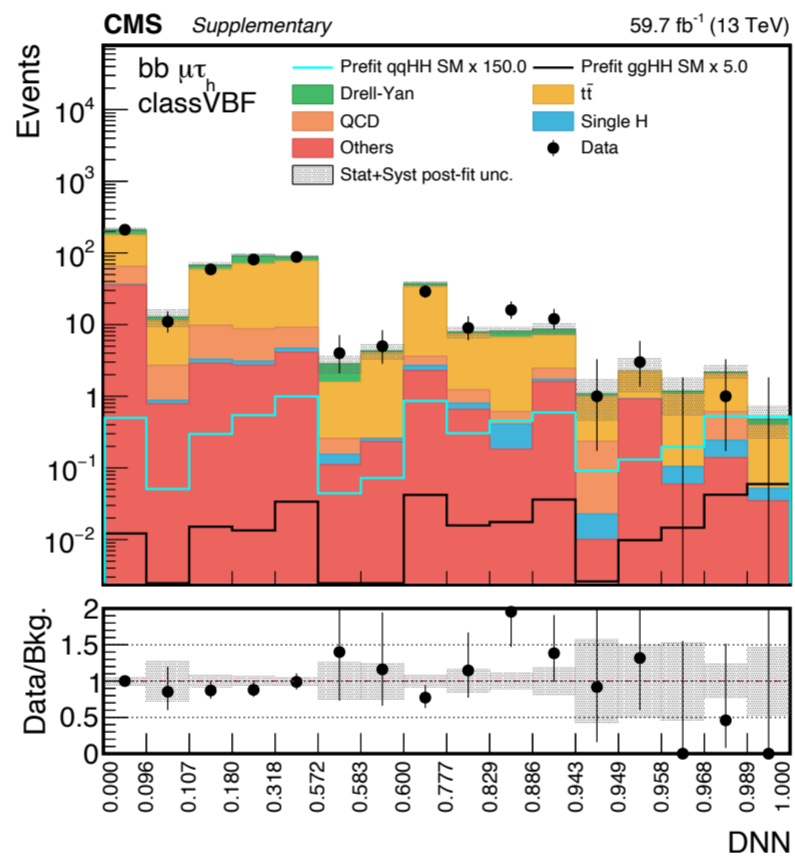 CMS Supplementary 59.7 fb⁻¹ (13 TeV)
Events
bb μτₕ
classVBF
Prefit qqHH SM x 150.0
Prefit ggHH SM x 5.0
Drell-Yan
tt̄
QCD
Single H
Others
Data
Stat+Syst post-fit unc.
10⁴
10³
10²
10
1
10⁻¹
10⁻²
Data/Bkg.
2
1.5
1
0.5
0
0.000 0.096 0.107 0.180 0.318 0.572 0.583 0.600 0.777 0.829 0.886 0.943 0.949 0.958 0.968 0.989 1.000
DNN